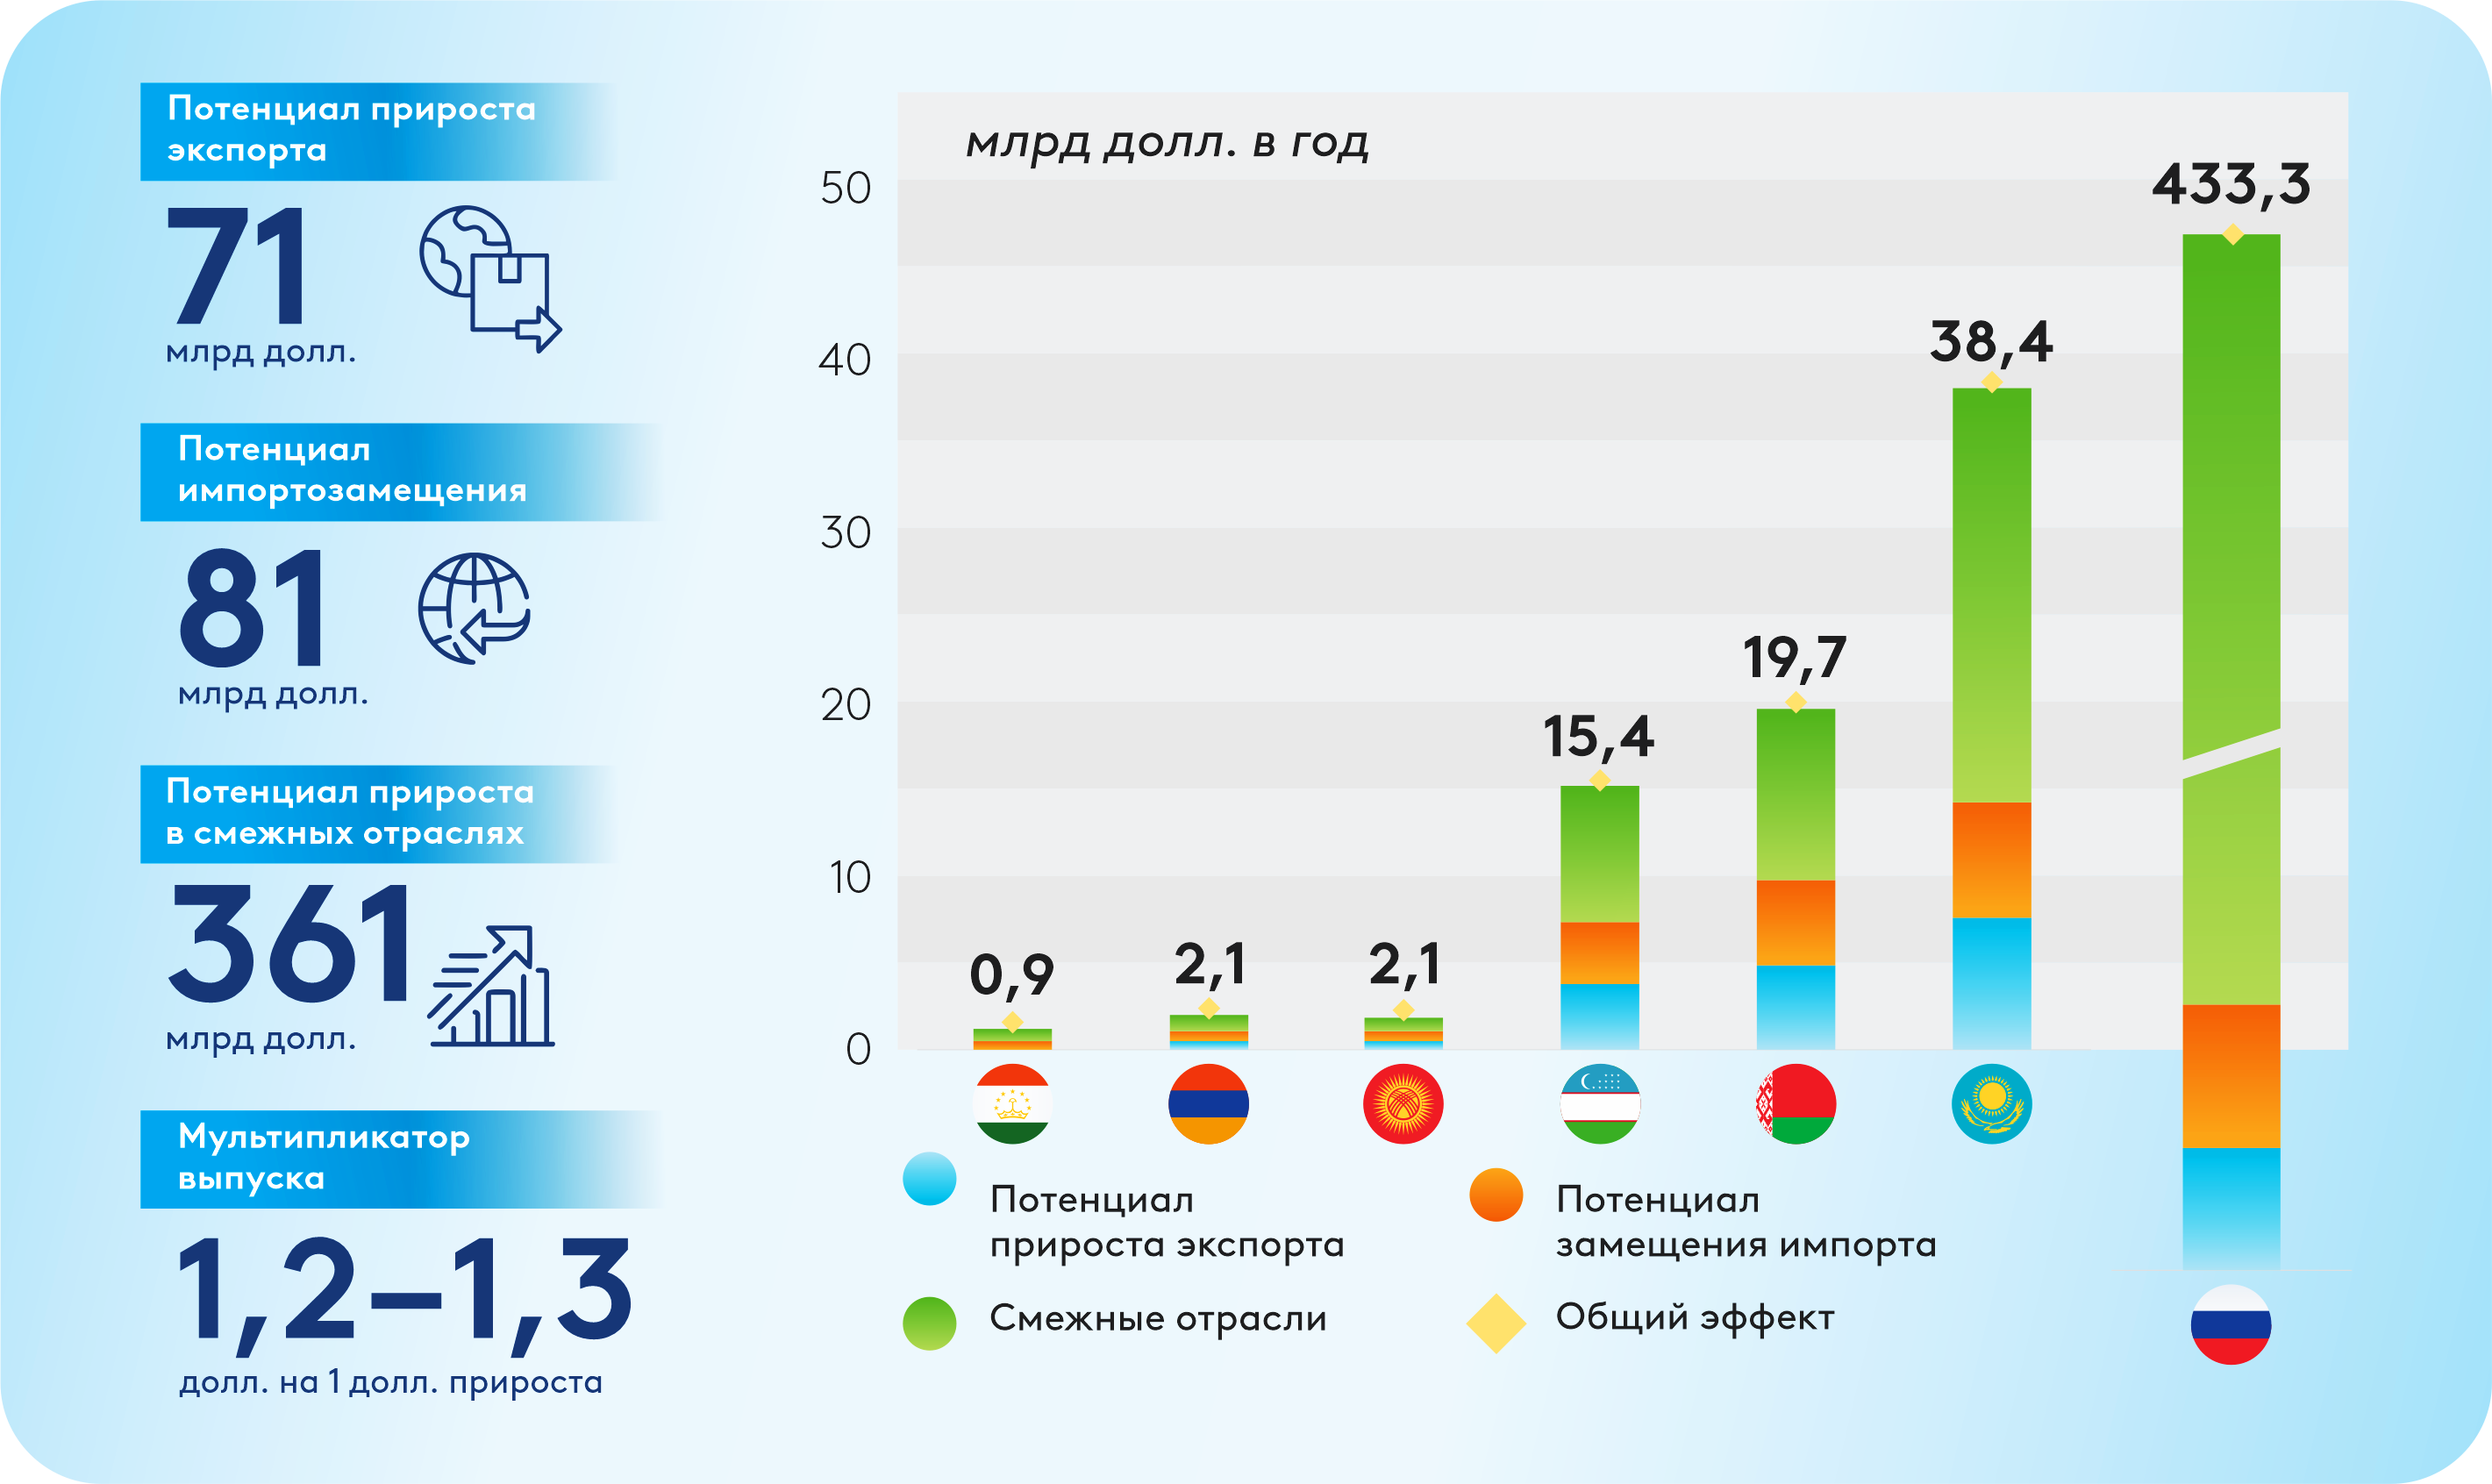 Потенциал прироста
экспорта
71
млрд долл.
Потенциал
импортозамещения
81
млрд долл.
Потенциал прироста
в смежных отраслях
361
млрд долл.
Мультипликатор
выпуска
1,2–1,3
долл. на 1 долл. прироста
млрд долл. в год
50
40
30
20
10
0
0,9
2,1
2,1
15,4
19,7
38,4
433,3
Потенциал
прироста экспорта
Потенциал
замещения импорта
Смежные отрасли
Общий эффект